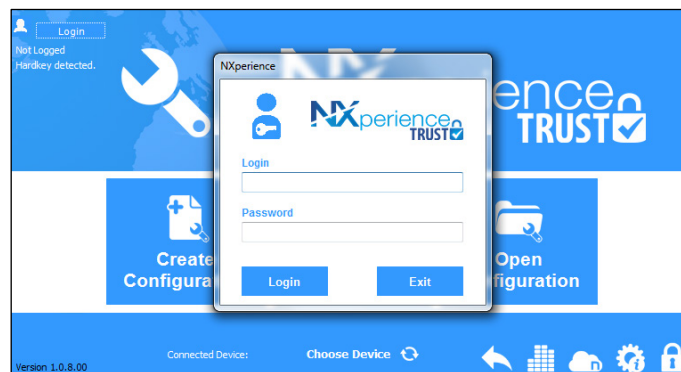 Login
Not Logged
Hardkey detected.
NXperience
ence
TRUST
NXperience
TRUST
Login
Password
Login
Exit
Create
Configura
Open
figuration
Connected Device:
Choose Device
Version 1.0.8.00
n